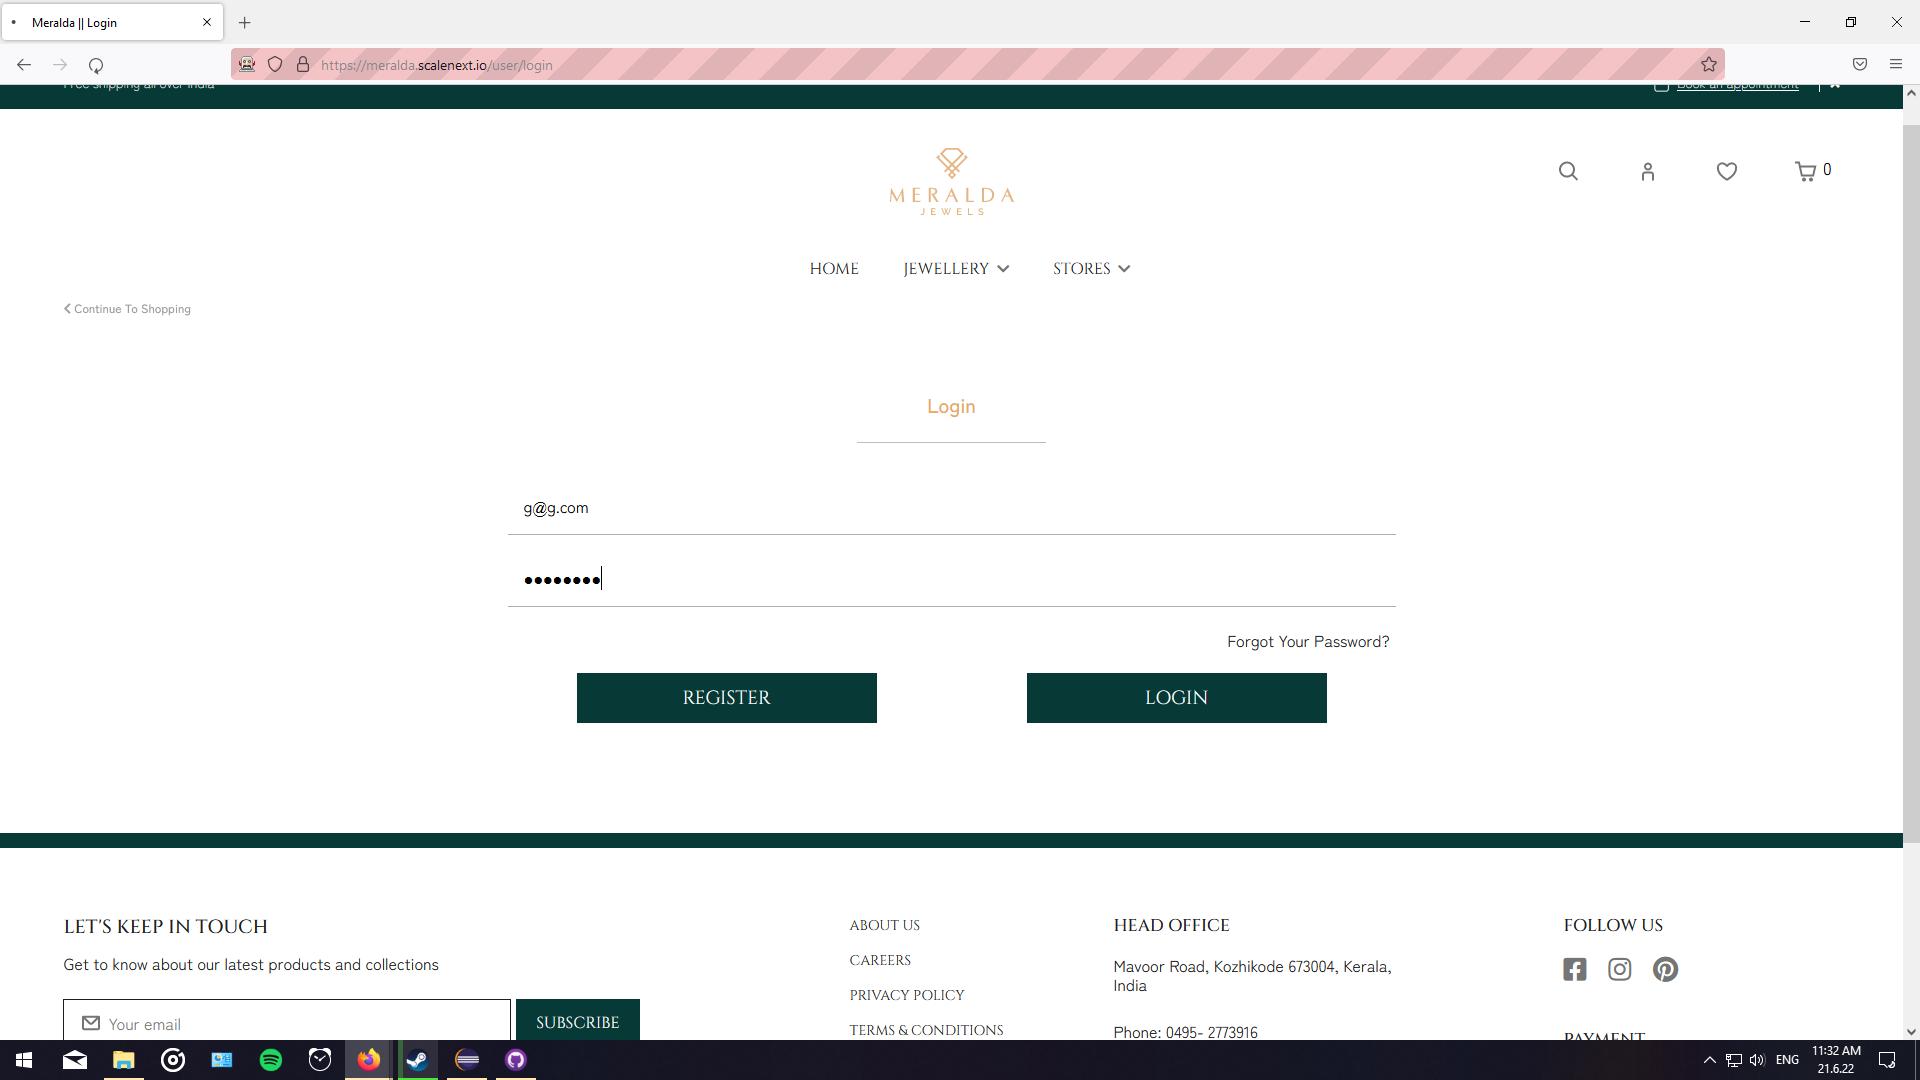 Meralda || Login
https://meralda.scalenext.io/user/login
Free shipping all over India
Book an appointment
MERALDA
JEWELS
0
HOME
JEWELLERY
STORES
Continue To Shopping
Login
g@g.com
Forgot Your Password?
REGISTER
LOGIN
LET'S KEEP IN TOUCH
Get to know about our latest products and collections
Your email
SUBSCRIBE
ABOUT US
CAREERS
PRIVACY POLICY
TERMS & CONDITIONS
HEAD OFFICE
Mavoor Road, Kozhikode 673004, Kerala,
India
Phone: 0495- 2773916
FOLLOW US
PAYMENT
ENG
11:32 AM
21.6.22